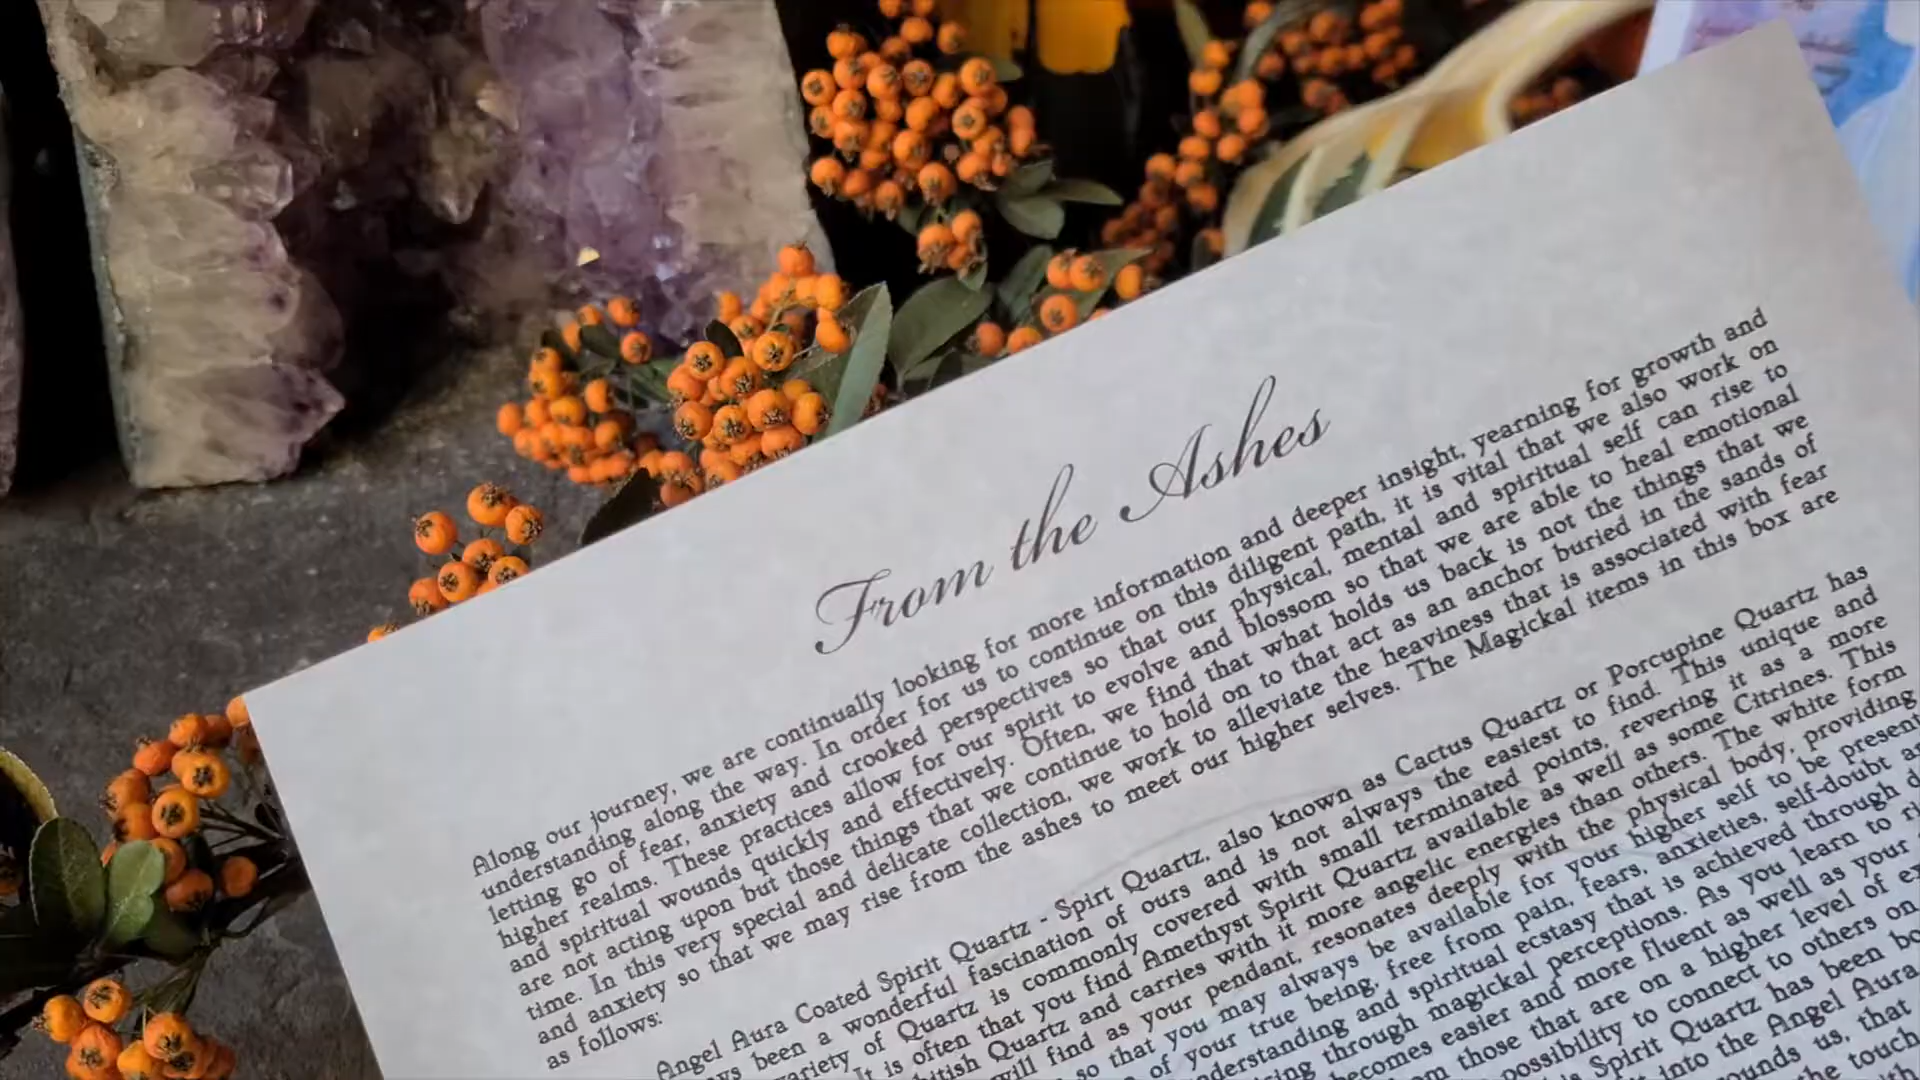 From the Ashes
Along our journey, we are continually looking for more information and deeper insight, yearning for growth and
understanding along the way. In order for us to continue on this diligent path, it is vital that we also work on
letting go of fear, anxiety and crooked perspectives so that our physical, mental and spiritual self can rise to
higher realms. These practices allow for our spirit to evolve and blossom so that we are able to heal emotional
and spiritual wounds quickly and effectively. Often, we find that what holds us back is not the things that we
are not acting upon but those things that we continue to hold on to that act as an anchor buried in the sands of
time. In this very special and delicate collection, we work to alleviate the heaviness that is associated with fear
and anxiety so that we may rise from the ashes to meet our higher selves. The Magickal items in this box are
as follows:
Angel Aura Coated Spirit Quartz - Spirt Quartz, also known as Cactus Quartz or Porcupine Quartz has
been a wonderful fascination of ours and is not always the easiest to find. This unique and
variety of Quartz is commonly covered with small terminated points, revering it as a more
It is often that you find Amethyst Spirit Quartz available as well as some Citrines. This
Quartz and carries with it more angelic energies than others. The white form
will find as your pendant, resonates deeply with the physical body, providing
so that you may always be available for your higher self to be present
of your true being, free from pain, fears, anxieties, self-doubt
and spiritual ecstasy that is achieved through
through magickal perceptions. As you learn to
becomes easier and more fluent as well as your
those that are on a higher level of
possibility to connect to others on
Spirit Quartz has been
into the Angel Aura
us, that
the touch